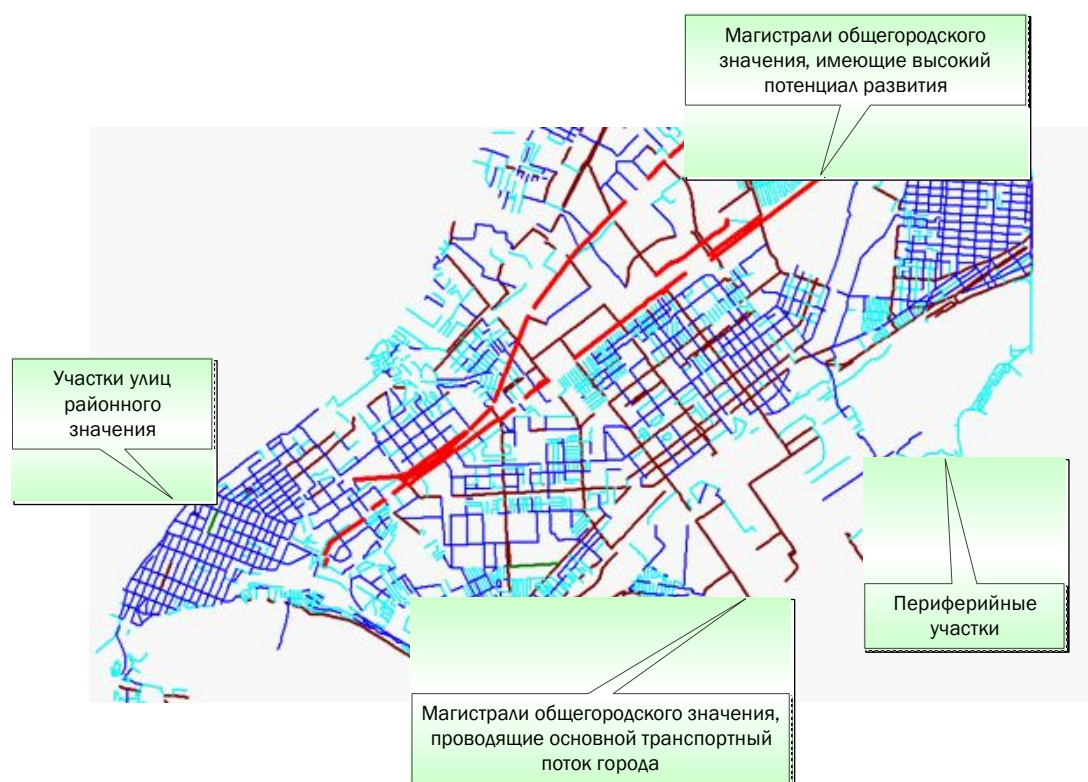 Магистрали общегородского
значения, имеющие высокий
потенциал развития
Участки улиц
районного
значения
Периферийные
участки
Магистрали общегородского значения,
проводящие основной транспортный
поток города